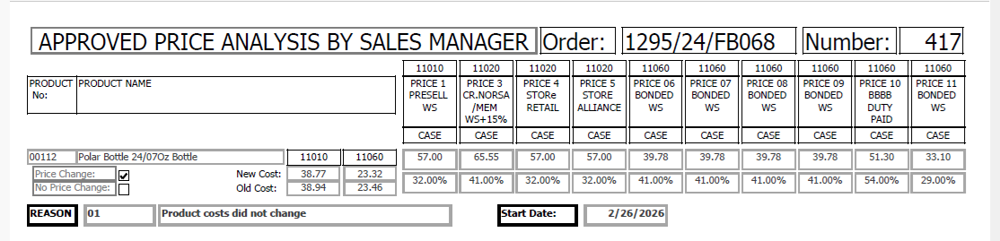 APPROVED PRICE ANALYSIS BY SALES MANAGER Order: 1295/24/FB068 Number: 417
11010 11020 11020 11020 11060 11060 11060 11060 11060 11060
PRODUCT PRODUCT NAME PRICE 1 PRICE 3 PRICE 4 PRICE 5 PRICE 06 PRICE 07 PRICE 08 PRICE 09 PRICE 10 PRICE 11
No: PRESELL CR.NORSA STORe STORE BONDED BONDED BONDED BONDED BBBB BONDED
WS /MEM RETAIL ALLIANCE WS WS WS WS DUTY WS
WS+15% PAID
CASE CASE CASE CASE CASE CASE CASE CASE CASE CASE
00112 Polar Bottle 24/07Oz Bottle 11010 11060 57.00 65.55 57.00 57.00 39.78 39.78 39.78 39.78 51.30 33.10
Price Change: New Cost: 38.77 23.32 32.00% 41.00% 32.00% 32.00% 41.00% 41.00% 41.00% 41.00% 54.00% 29.00%
No Price Change: Old Cost: 38.94 23.46
REASON 01 Product costs did not change Start Date: 2/26/2026